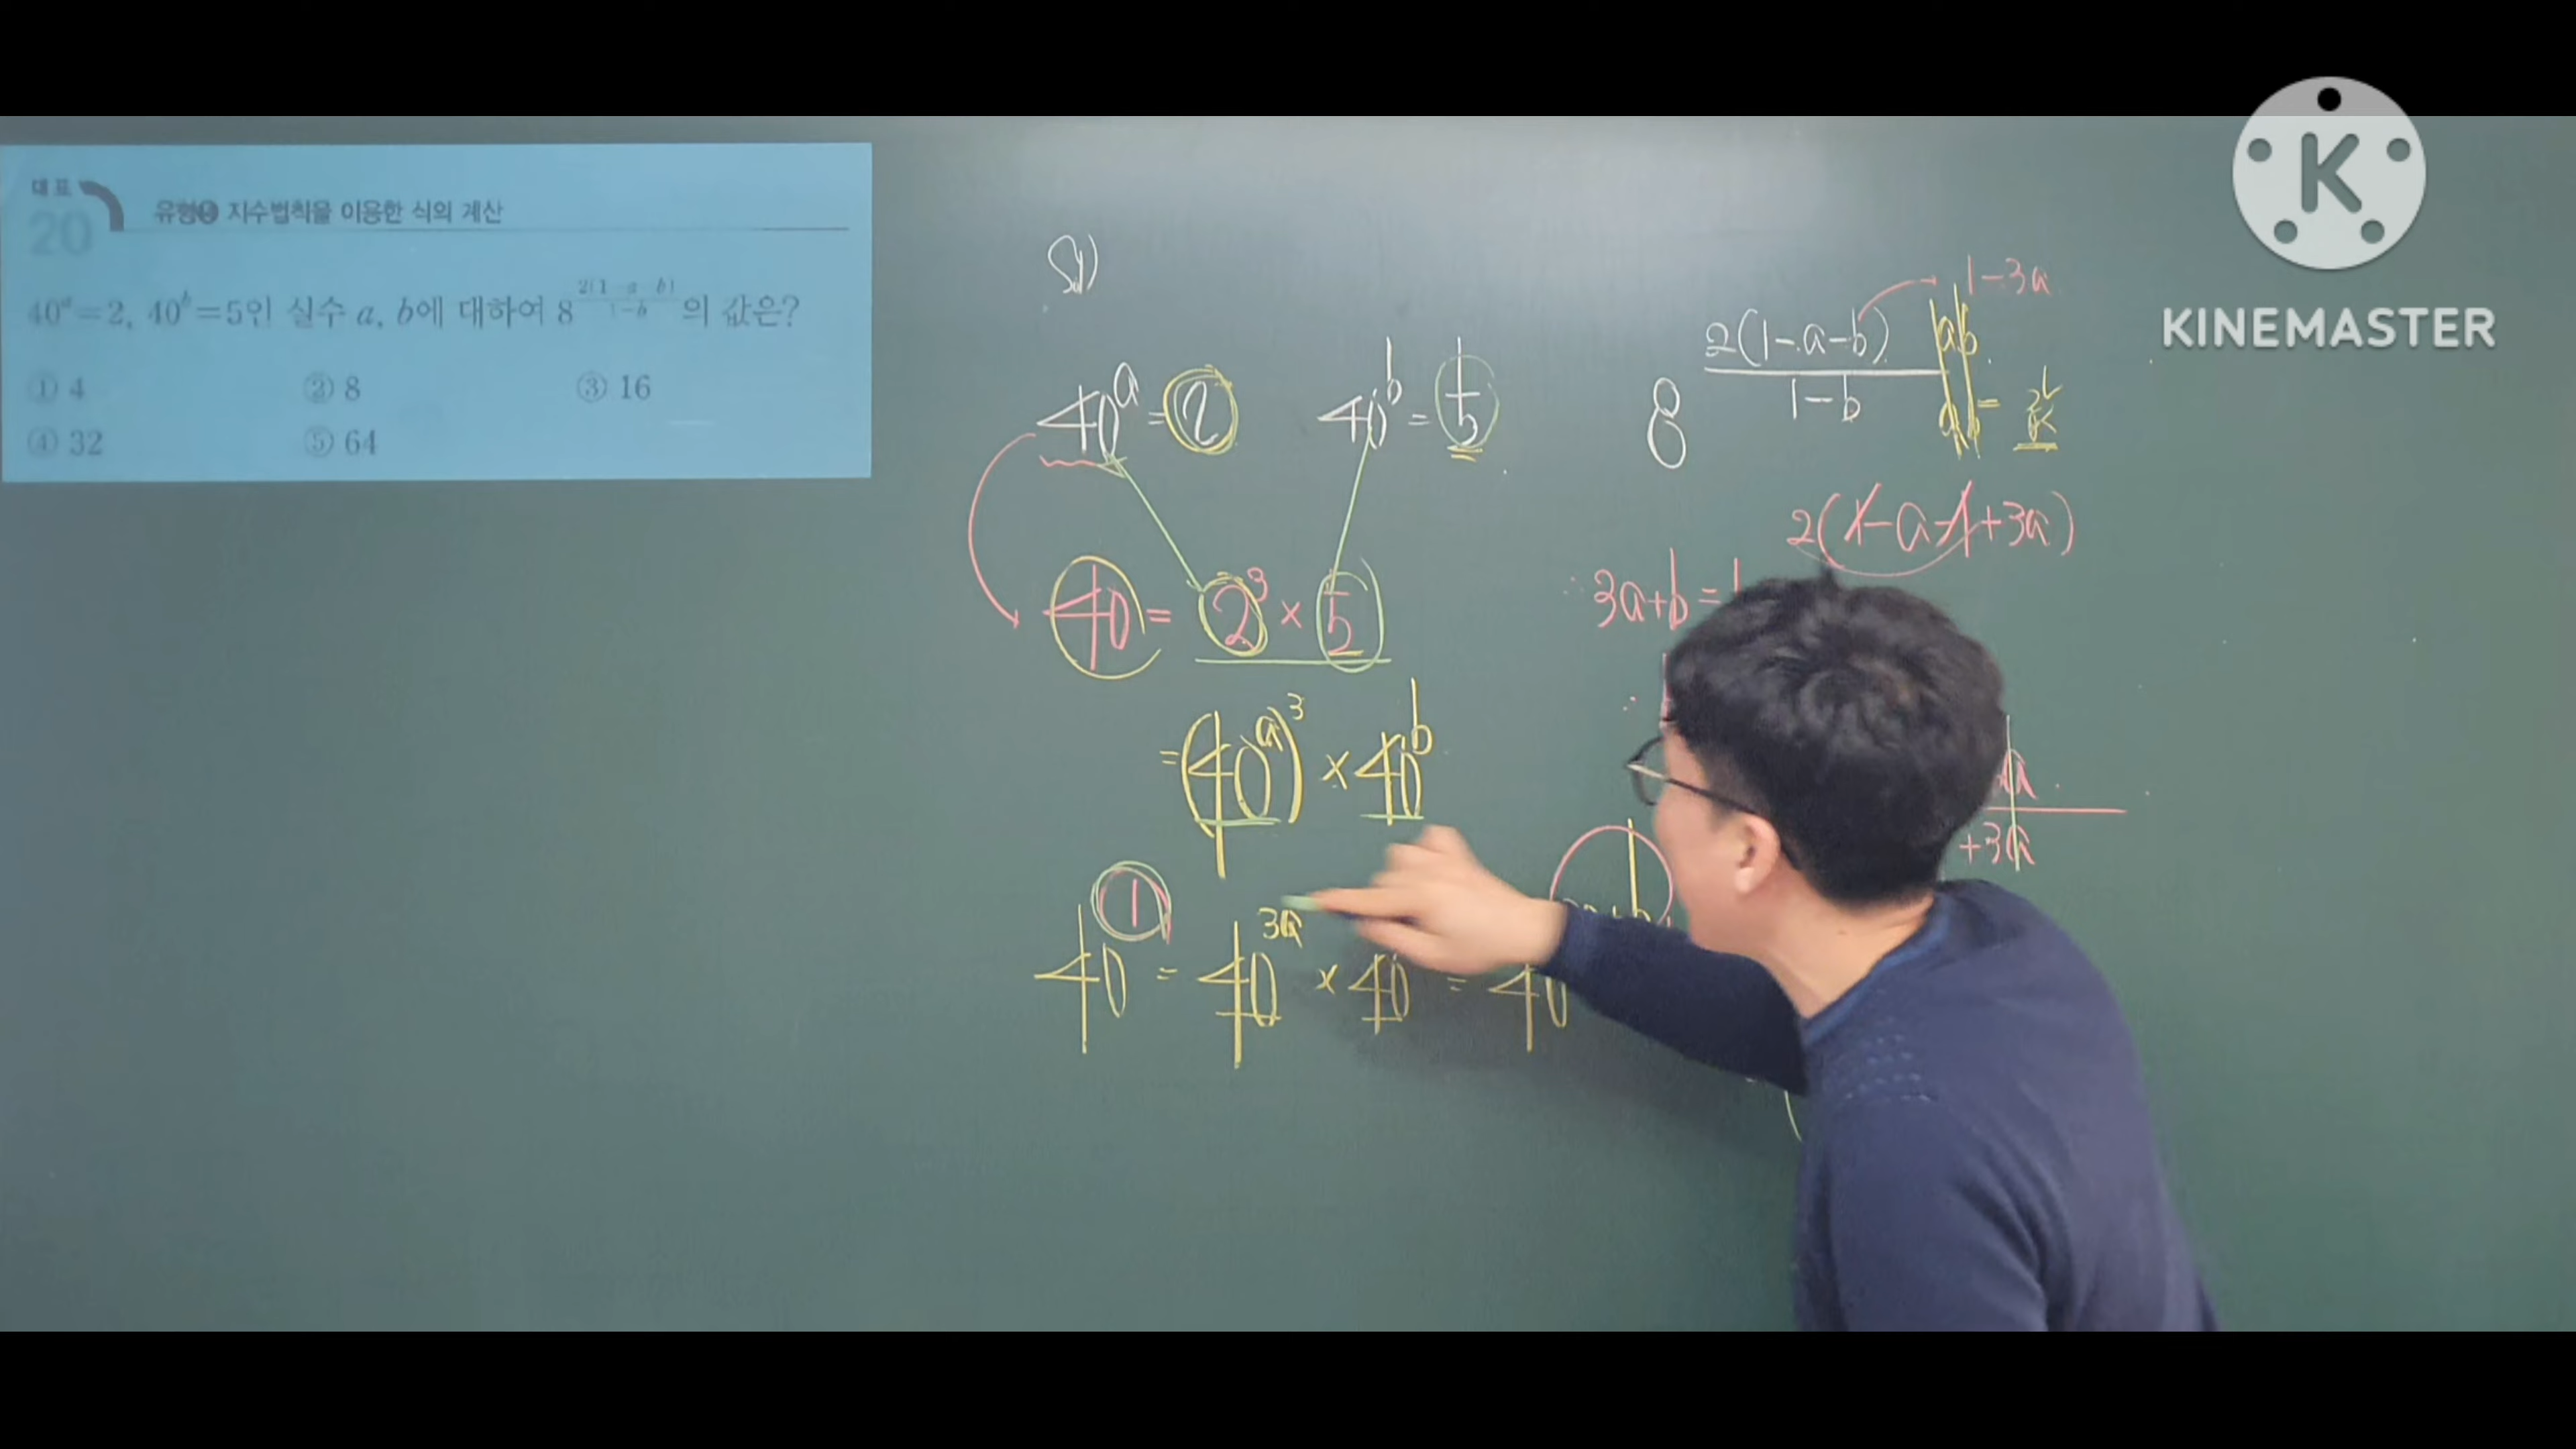 대표
20
유형 지수법칙을 이용한 식의 계산
40ᵃ=2, 40ᵇ=5인 실수 a, b에 대하여 8^(2(1-a-b)/(1-b))의 값은?
① 4 ② 8 ③ 16
④ 32 ⑤ 64
K
KINEMASTER
40ᵃ = 2
40ᵇ = 5
8^(2(1-a-b)/(1-b))
1-3a
40 = 2³ × 5
= (40ᵃ)³ × 40ᵇ
40¹ = 40³ᵃ × 40 = 40
2(1-a-1+3a)
3a+b=1
+3a